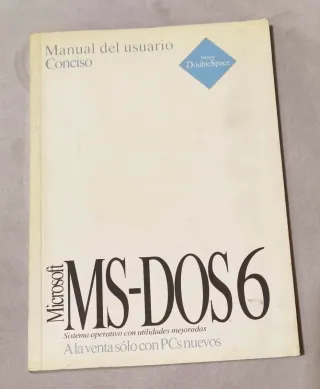 Manual del usuario
Conciso
DoubleSpace
Microsoft
MS-DOS 6
Sistema operativo con utilidades mejoradas
A la venta sólo con PCs nuevos